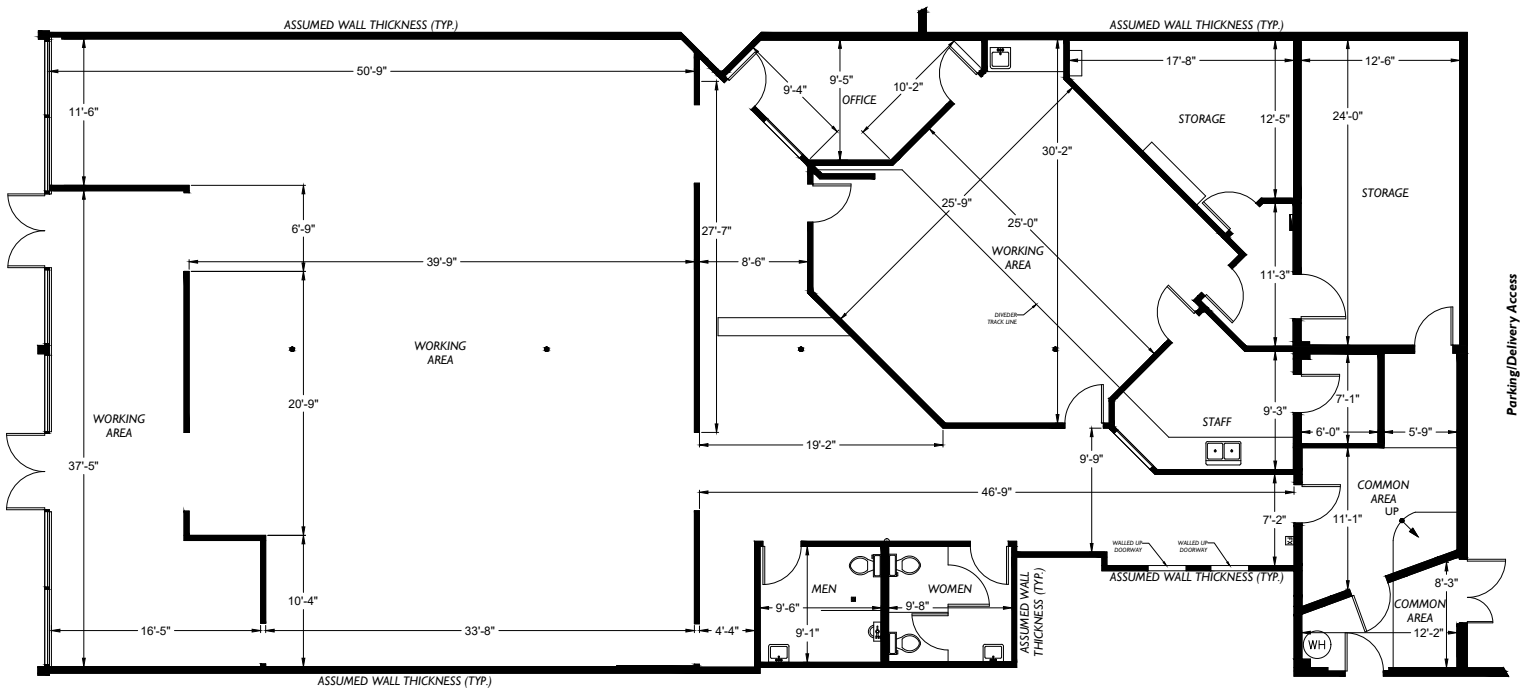 ASSUMED WALL THICKNESS (TYP.)
ASSUMED WALL THICKNESS (TYP.)
50'-9"
17'-8"
12'-6"
9'-5"
9'-4"
10'-2"
OFFICE
11'-6"
STORAGE
12'-5"
24'-0"
30'-2"
STORAGE
25'-9"
25'-0"
6'-9"
27'-7"
39'-9"
8'-6"
WORKING
AREA
11'-3"
DIVEDER
TRACK LINE
Parking/Delivery Access
WORKING
AREA
20'-9"
WORKING
AREA
7'-1"
9'-3"
STAFF
6'-0"
5'-9"
19'-2"
9'-9"
37'-5"
46'-9"
COMMON
AREA
UP
7'-2"
11'-1"
WALLED UP
DOORWAY
WALLED UP
DOORWAY
ASSUMED WALL THICKNESS (TYP.)
ASSUMED WALL
THICKNESS (TYP.)
8'-3"
MEN
WOMEN
10'-4"
9'-6"
9'-8"
COMMON
AREA
16'-5"
33'-8"
4'-4"
9'-1"
12'-2"
WH
ASSUMED WALL THICKNESS (TYP.)